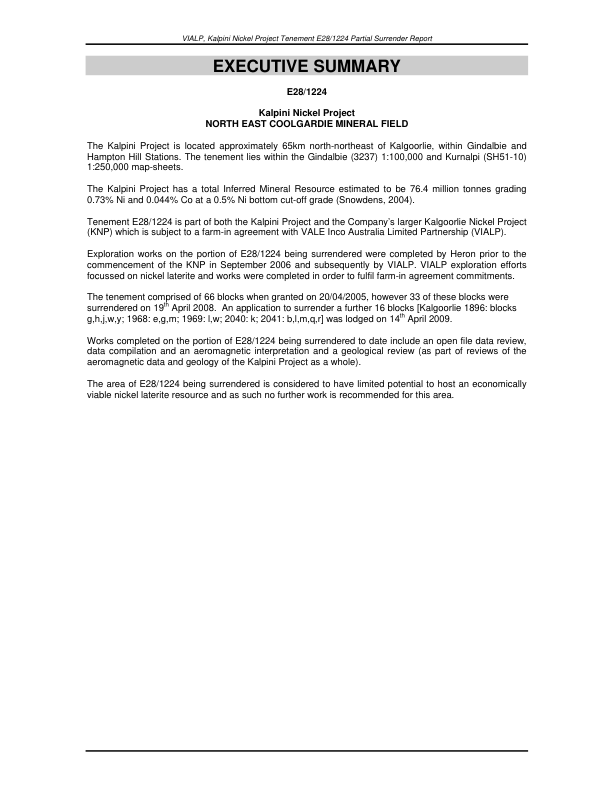 VIALP, Kalpini Nickel Project Tenement E28/1224 Partial Surrender Report
EXECUTIVE SUMMARY
E28/1224
Kalpini Nickel Project
NORTH EAST COOLGARDIE MINERAL FIELD
The Kalpini Project is located approximately 65km north-northeast of Kalgoorlie, within Gindalbie and
Hampton Hill Stations. The tenement lies within the Gindalbie (3237) 1:100,000 and Kurnalpi (SH51-10)
1:250,000 map-sheets.
The Kalpini Project has a total Inferred Mineral Resource estimated to be 76.4 million tonnes grading
0.73% Ni and 0.044% Co at a 0.5% Ni bottom cut-off grade (Snowdens, 2004).
Tenement E28/1224 is part of both the Kalpini Project and the Company's larger Kalgoorlie Nickel Project
(KNP) which is subject to a farm-in agreement with VALE Inco Australia Limited Partnership (VIALP).
Exploration works on the portion of E28/1224 being surrendered were completed by Heron prior to the
commencement of the KNP in September 2006 and subsequently by VIALP. VIALP exploration efforts
focussed on nickel laterite and works were completed in order to fulfil farm-in agreement commitments.
The tenement comprised of 66 blocks when granted on 20/04/2005, however 33 of these blocks were
surrendered on 19th April 2008. An application to surrender a further 16 blocks [Kalgoorlie 1896: blocks
g,h,j,w,y; 1968: e,g,m; 1969: l,w; 2040: k; 2041: b,l,m,q,r] was lodged on 14th April 2009.
Works completed on the portion of E28/1224 being surrendered to date include an open file data review,
data compilation and an aeromagnetic interpretation and a geological review (as part of reviews of the
aeromagnetic data and geology of the Kalpini Project as a whole).
The area of E28/1224 being surrendered is considered to have limited potential to host an economically
viable nickel laterite resource and as such no further work is recommended for this area.